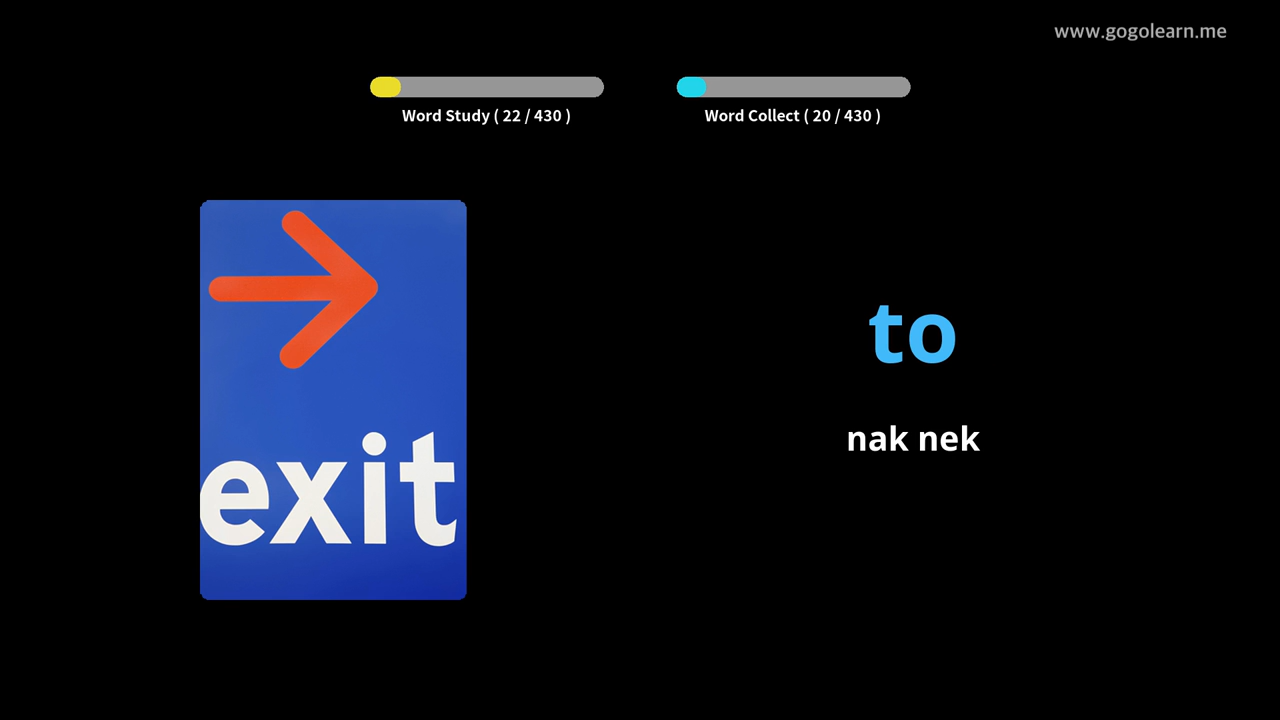 www.gogolearn.me
Word Study ( 22 / 430 )
Word Collect ( 20 / 430 )
exit
to
nak nek